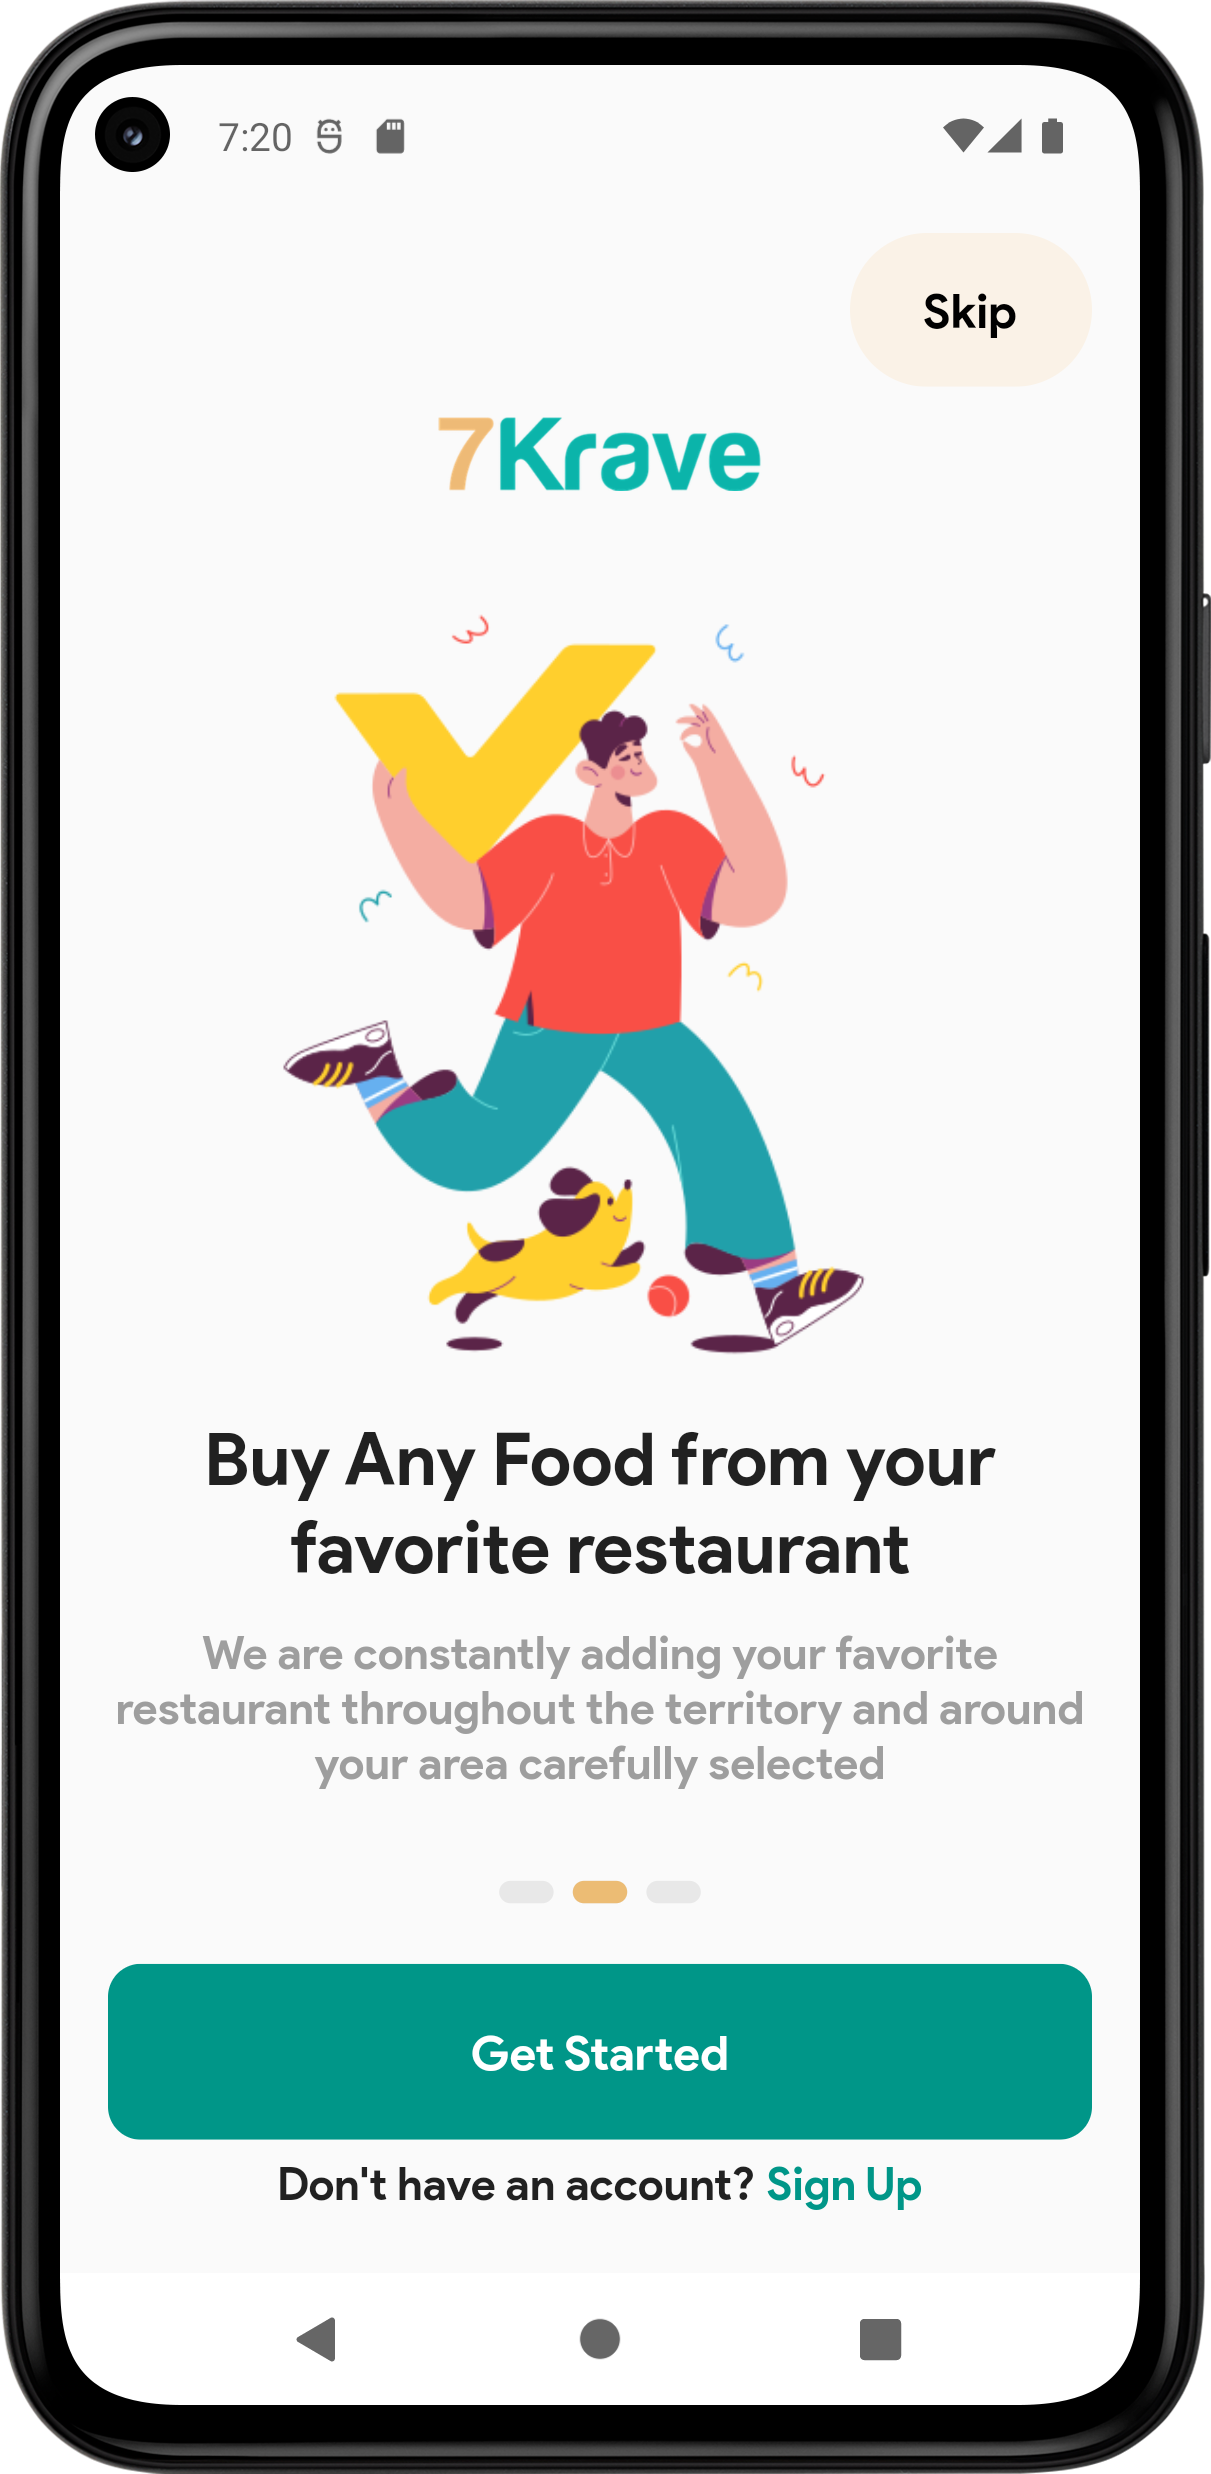 7:20
Skip
7Krave
Buy Any Food from your
favorite restaurant
We are constantly adding your favorite
restaurant throughout the territory and around
your area carefully selected
Get Started
Don't have an account? Sign Up